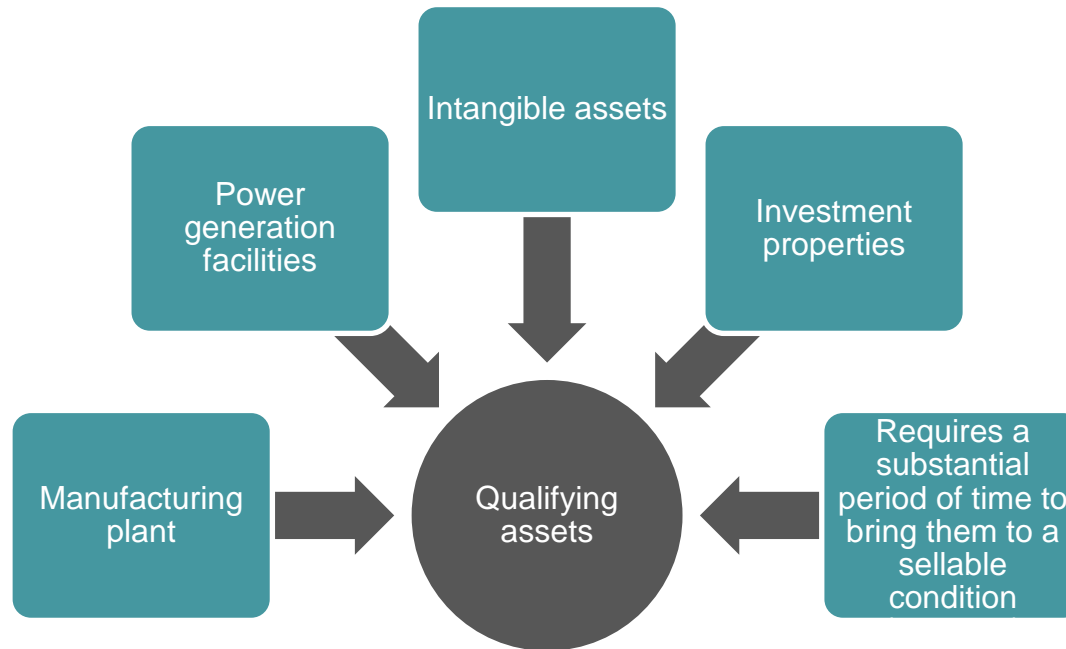 Intangible assets
Power
generation
facilities
Investment
properties
Manufacturing
plant
Qualifying
assets
Requires a
substantial
period of time to
bring them to a
sellable
condition